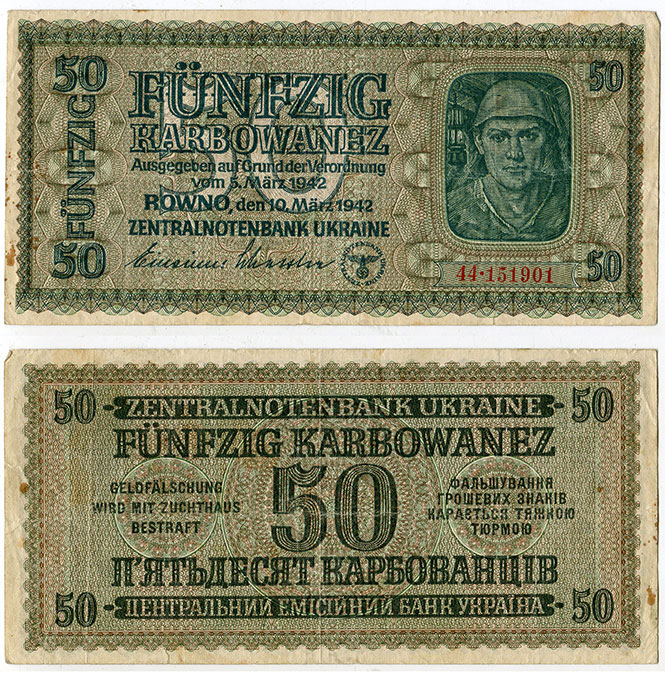 50
FÜNFZIG
50
FÜNFZIG
KARBOWANEZ
Ausgegeben auf Grund der Verordnung
vom 5. März 1942
ROWNO, den 10. März 1942
ZENTRALNOTENBANK UKRAINE
50
50
44·151901
50
50
ZENTRALNOTENBANK UKRAINE
50
FÜNFZIG KARBOWANEZ
GELDFÄLSCHUNG
WIRD MIT ZUCHTHAUS
BESTRAFT
50
ФАЛЬШУВАННЯ
ГРОШЕВИХ ЗНАКІВ
КАРАЄТЬСЯ ТЯЖКОЮ
ТЮРМОЮ
П'ЯТЬДЕСЯТ КАРБОВАНЦІВ
50
ЦЕНТРАЛЬНИЙ ЕМІСІЙНИЙ БАНК УКРАЇНА
50